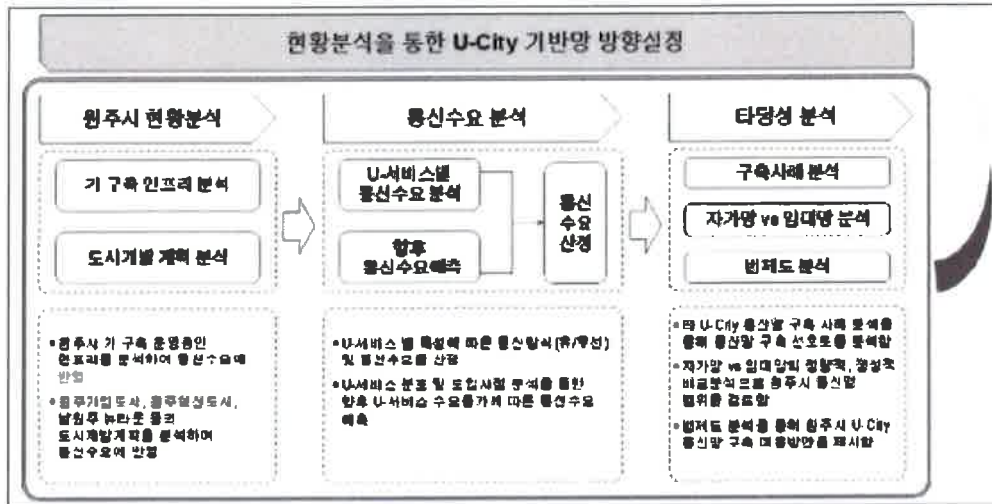 현황분석을 통한 U-City 기반망 방향설정
원주시 현황분석
기 구축 인프라 분석
도시개발 계획 분석
• 원주시 기 구축 운영중인
인프라를 분석하여 통신수요에
반영
• 원주기업도시, 원주혁신도시,
남원주 뉴타운 등의
도시개발계획을 분석하여
통신수요에 반영
통신수요 분석
U-서비스별
통신수요 분석
향후
통신수요예측
통신
수요
산정
• U-서비스 별 특성에 따른 통신방식(유/무선)
및 통신수요를 산정
• U-서비스 분포 및 도입시점 분석을 통한
향후 U-서비스 수요증가에 따른 통신수요
예측
타당성 분석
구축사례 분석
자가망 vs 임대망 분석
법제도 분석
• 타 U-City 통신망 구축 사례 분석을
통해 통신망 구축 선호도를 분석함
• 자가망 vs 임대망의 정량적, 정성적
비교분석으로 원주시 통신망
범위를 검토함
• 법제도 분석을 통해 원주시 U-City
통신망 구축 대응방안을 제시함